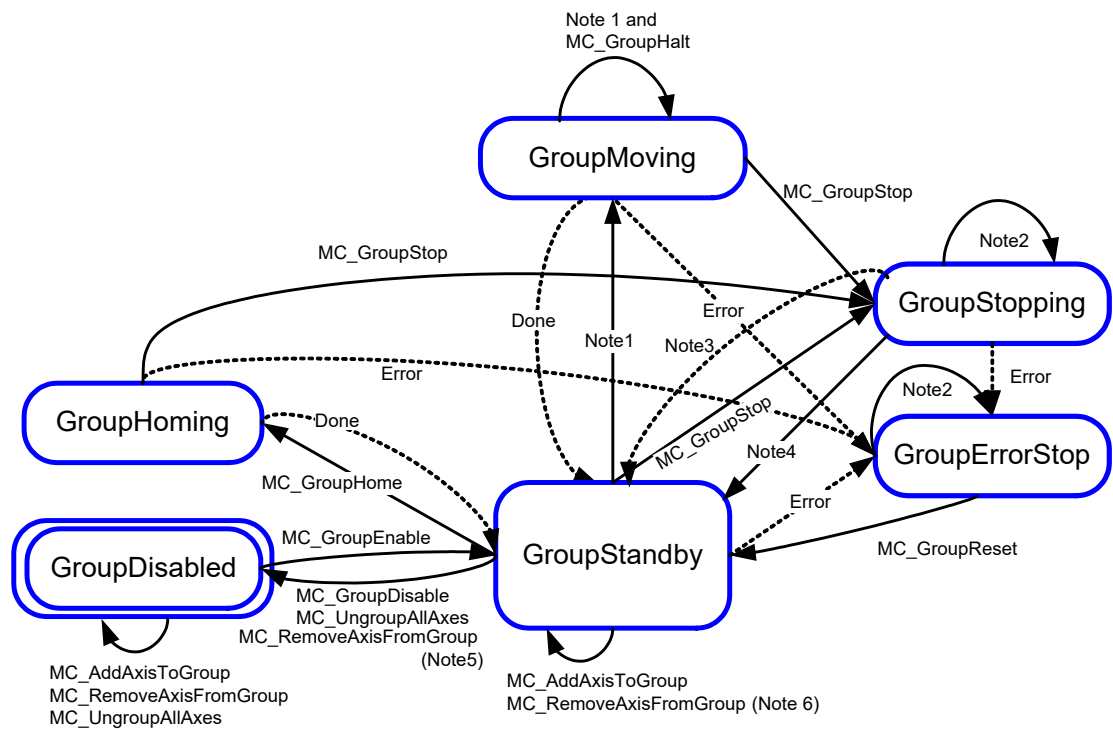 Note 1 and
MC_GroupHalt
GroupMoving
MC_GroupStop
Note2
MC_GroupStop
GroupStopping
Done
Error
Note1
Note3
Error
Error
Note2
GroupHoming
Done
MC_GroupStop
Note4
GroupErrorStop
MC_GroupHome
Error
MC_GroupEnable
GroupStandby
MC_GroupReset
GroupDisabled
MC_GroupDisable
MC_UngroupAllAxes
MC_RemoveAxisFromGroup
(Note5)
MC_AddAxisToGroup
MC_RemoveAxisFromGroup
MC_UngroupAllAxes
MC_AddAxisToGroup
MC_RemoveAxisFromGroup (Note 6)